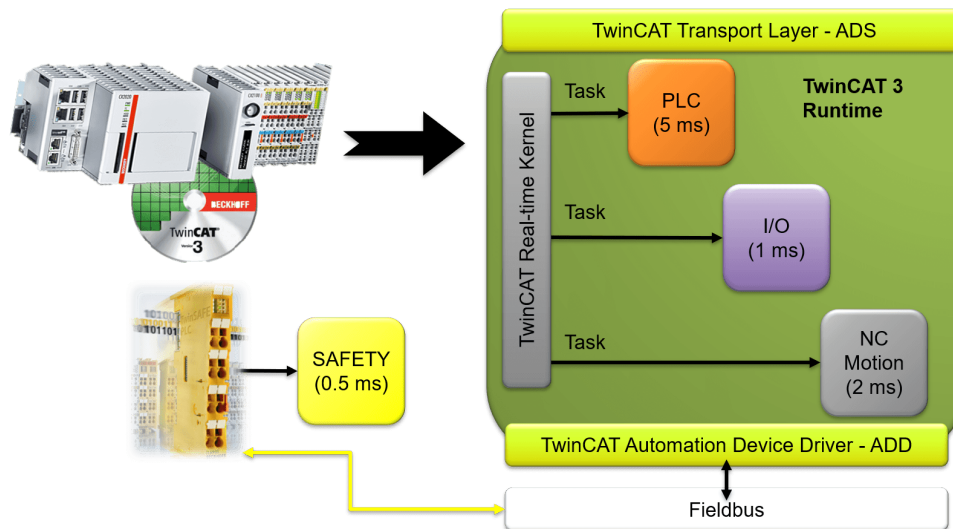 TwinCAT Transport Layer - ADS
TwinCAT 3
Runtime
TwinCAT Real-time Kernel
Task
PLC
(5 ms)
Task
I/O
(1 ms)
Task
NC
Motion
(2 ms)
BECKHOFF
TwinCAT
3
SAFETY
(0.5 ms)
TwinCAT Automation Device Driver - ADD
Fieldbus